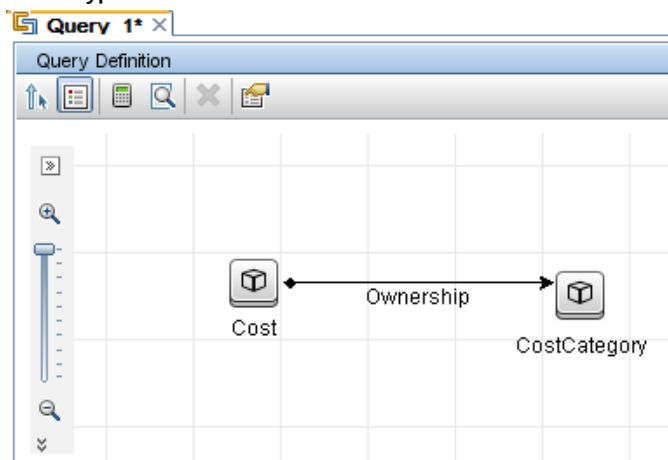 Query 1* ×
Query Definition
Ownership
Cost
CostCategory